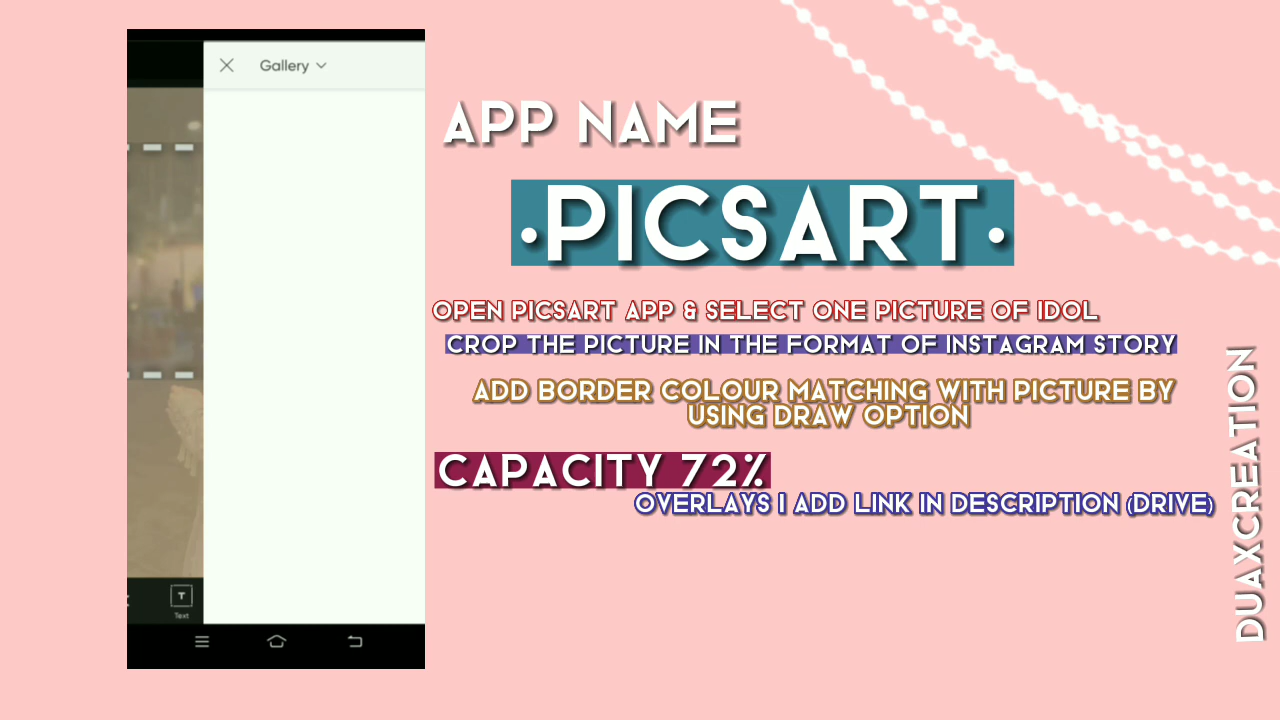 Gallery
Text
APP NAME
•PICSART•
OPEN PICSART APP & SELECT ONE PICTURE OF IDOL
CROP THE PICTURE IN THE FORMAT OF INSTAGRAM STORY
ADD BORDER COLOUR MATCHING WITH PICTURE BY
USING DRAW OPTION
CAPACITY 72%
OVERLAYS I ADD LINK IN DESCRIPTION (DRIVE)
DUAXCREATION